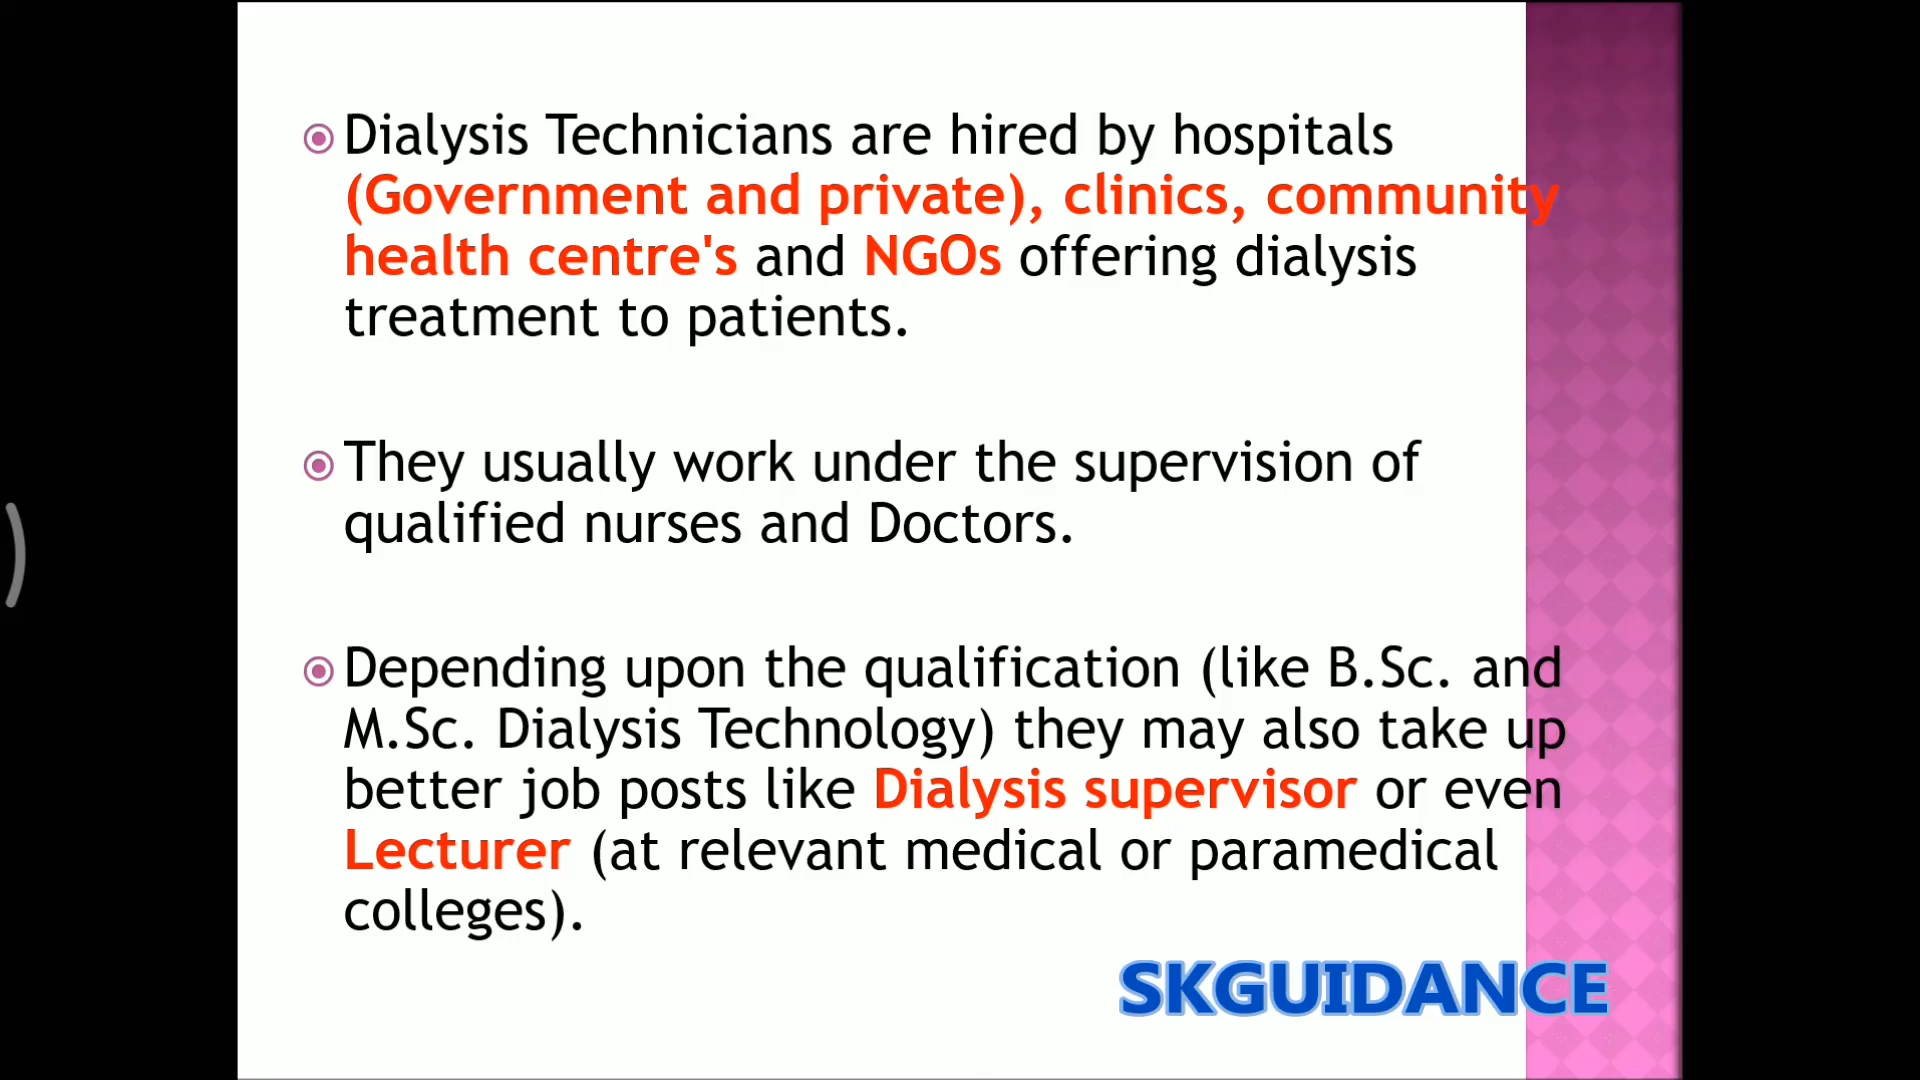 Dialysis Technicians are hired by hospitals
(Government and private), clinics, community
health centre's and NGOs offering dialysis
treatment to patients.
They usually work under the supervision of
qualified nurses and Doctors.
Depending upon the qualification (like B.Sc. and
M.Sc. Dialysis Technology) they may also take up
better job posts like Dialysis supervisor or even
Lecturer (at relevant medical or paramedical
colleges).
SKGUIDANCE